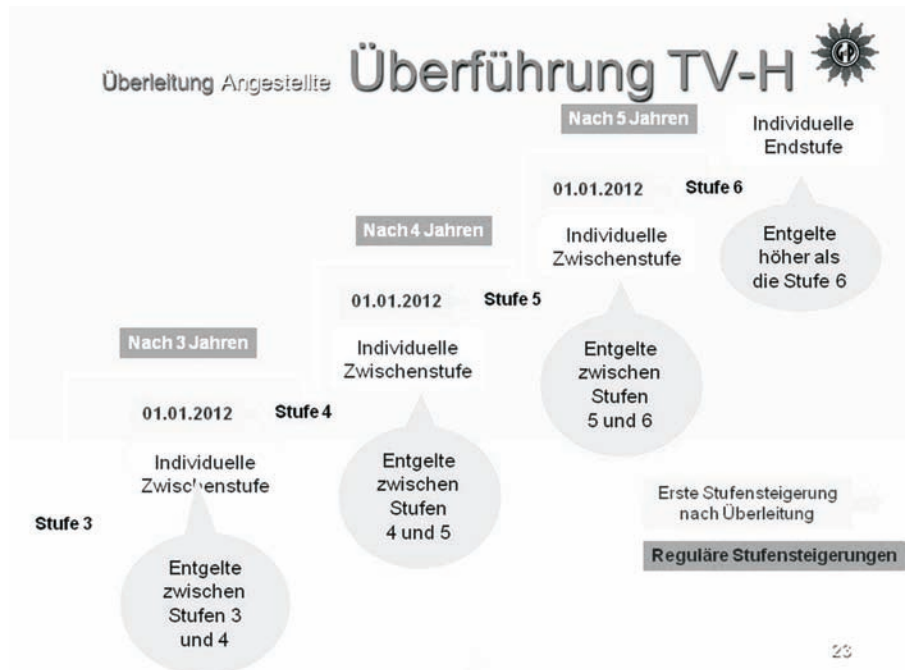 Überleitung Angestellte Überführung TV-H
Nach 5 Jahren
Individuelle
Endstufe
01.01.2012 Stufe 6
Entgelte
höher als
die Stufe 6
Nach 4 Jahren
Individuelle
Zwischenstufe
01.01.2012 Stufe 5
Entgelte
zwischen
Stufen
5 und 6
Nach 3 Jahren
Individuelle
Zwischenstufe
01.01.2012 Stufe 4
Entgelte
zwischen
Stufen
4 und 5
Individuelle
Zwischenstufe
Stufe 3
Entgelte
zwischen
Stufen 3
und 4
Erste Stufensteigerung
nach Überleitung
Reguläre Stufensteigerungen
23